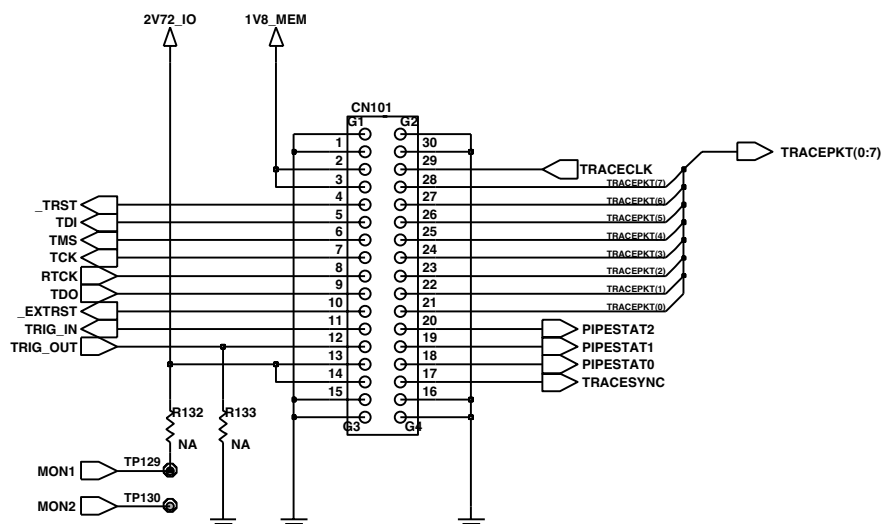 2V72_IO 1V8_MEM
CN101
G1 G2
1 30
2 29 TRACECLK TRACEPKT(0:7)
3 28 TRACEPKT(7)
_TRST 4 27 TRACEPKT(6)
TDI 5 26 TRACEPKT(5)
TMS 6 25 TRACEPKT(4)
TCK 7 24 TRACEPKT(3)
RTCK 8 23 TRACEPKT(2)
TDO 9 22 TRACEPKT(1)
_EXTRST 10 21 TRACEPKT(0)
TRIG_IN 11 20 PIPESTAT2
TRIG_OUT 12 19 PIPESTAT1
13 18 PIPESTAT0
14 17 TRACESYNC
15 16
R132 R133
G3 G4
NA NA
MON1 TP129
MON2 TP130